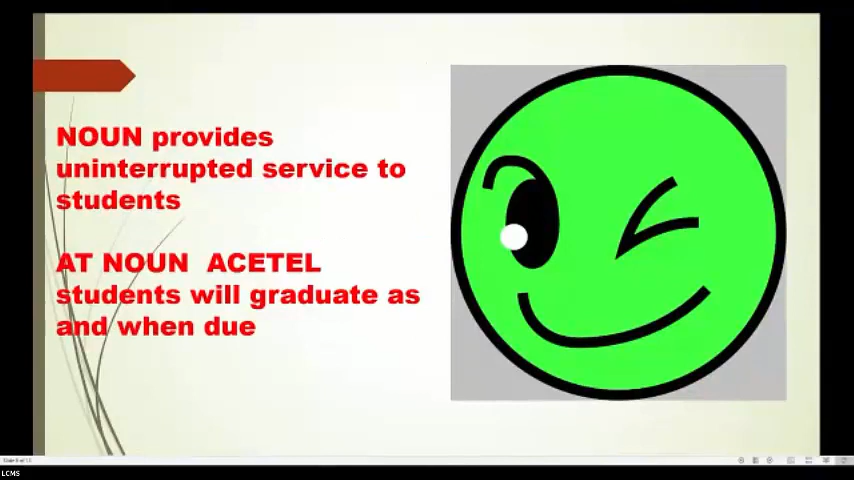 NOUN provides
uninterrupted service to
students
AT NOUN ACETEL
students will graduate as
and when due
LCMS